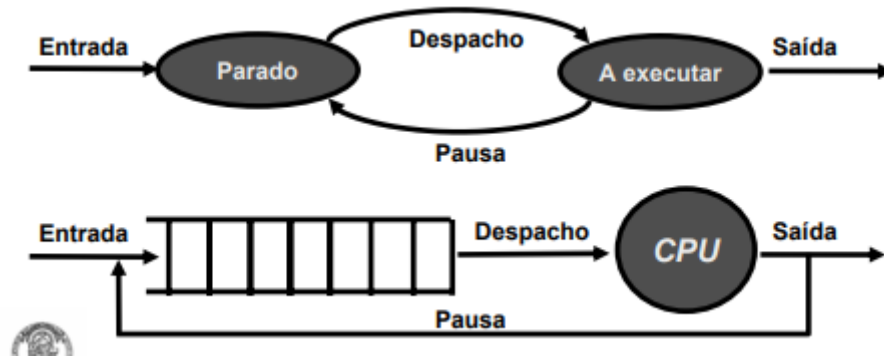 Entrada
Despacho
Saída
Parado
A executar
Pausa
Entrada
Despacho
Saída
CPU
Pausa